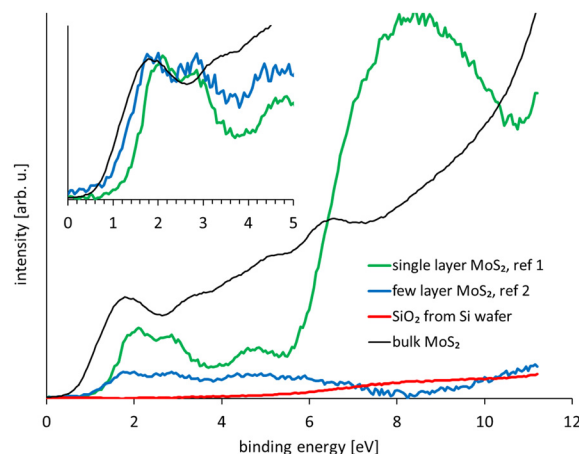 intensity [arb. u.]
0 1 2 3 4 5
single layer MoS₂, ref 1
few layer MoS₂, ref 2
SiO₂ from Si wafer
bulk MoS₂
0 2 4 6 8 10 12
binding energy [eV]